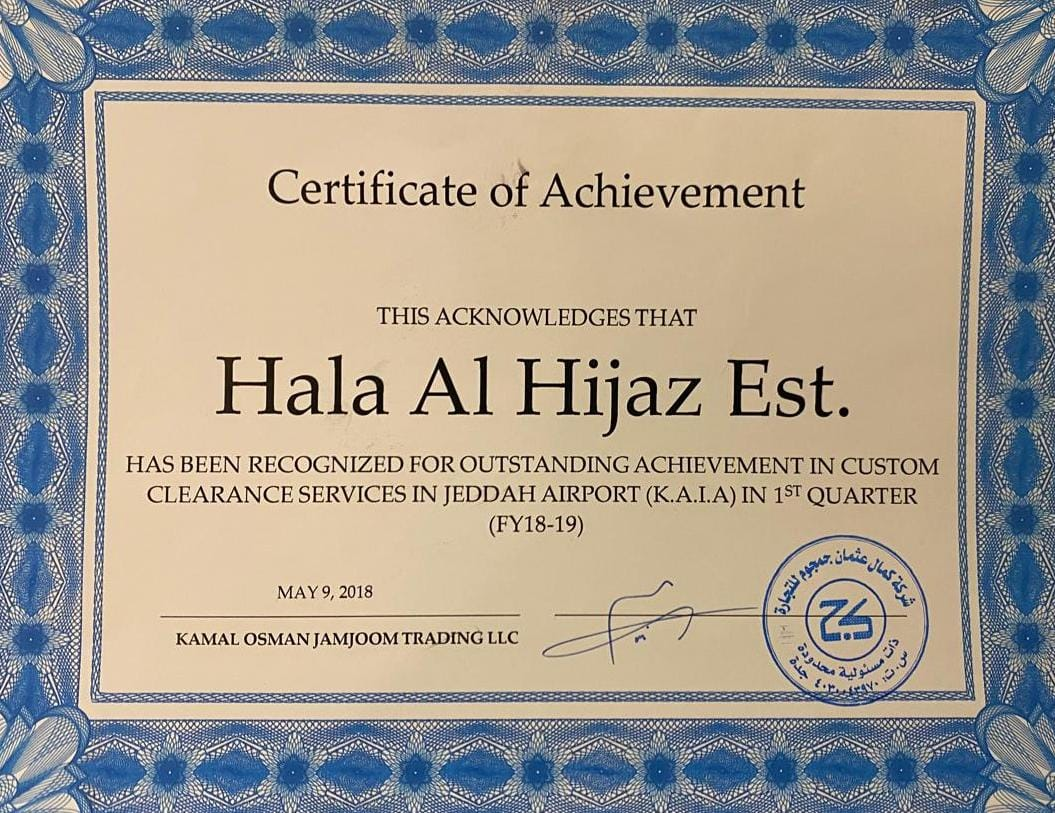 Certificate of Achievement
THIS ACKNOWLEDGES THAT
Hala Al Hijaz Est.
HAS BEEN RECOGNIZED FOR OUTSTANDING ACHIEVEMENT IN CUSTOM
CLEARANCE SERVICES IN JEDDAH AIRPORT (K.A.I.A) IN 1ST QUARTER
(FY18-19)
MAY 9, 2018
KAMAL OSMAN JAMJOOM TRADING LLC
شركة كمال عثمان جمجوم للتجارة
ذات مسئولية محدودة
س.ت. ٤٠٣٠٠٤٣٩٧٠ جدة